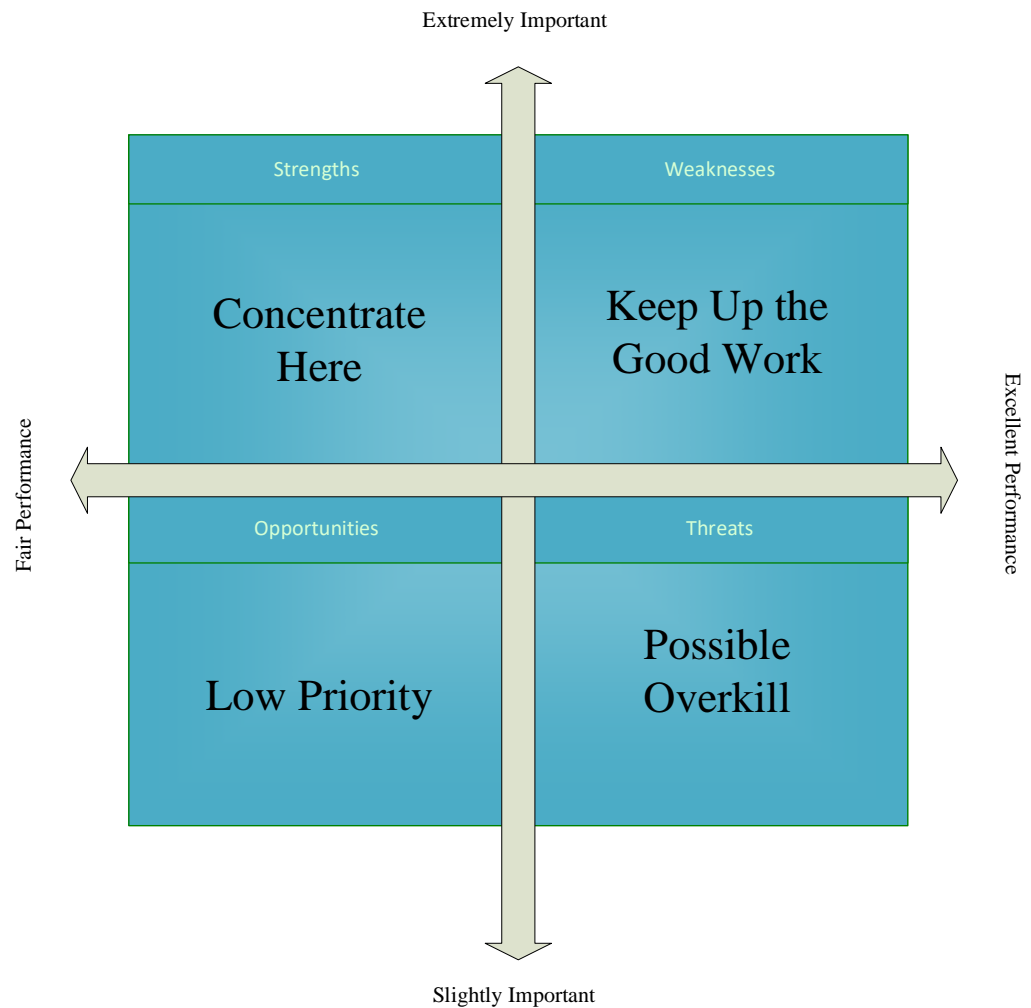 Extremely Important
Strengths
Weaknesses
Concentrate
Here
Keep Up the
Good Work
Fair Performance
Excellent Performance
Opportunities
Threats
Low Priority
Possible
Overkill
Slightly Important